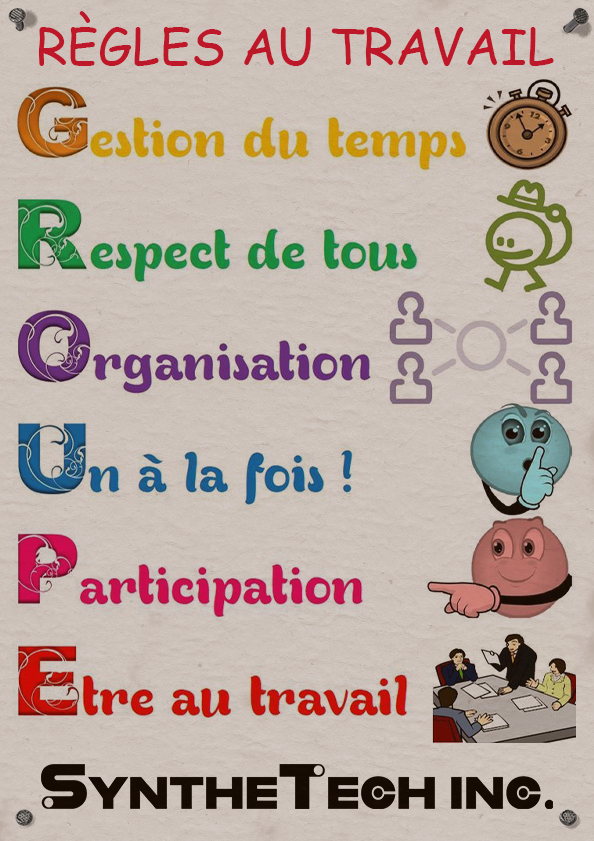 RÈGLES AU TRAVAIL
Gestion du temps
Respect de tous
Organisation
Un à la fois !
Participation
Etre au travail
SYNTHETECH INC.